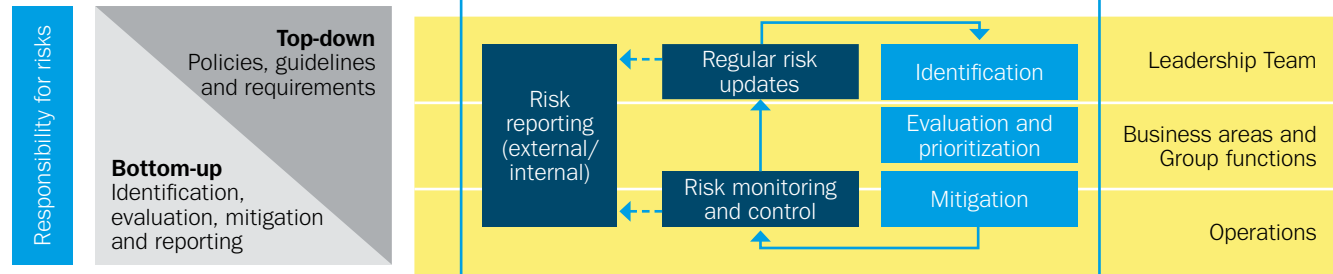 Responsibility for risks
Top-down
Policies, guidelines
and requirements
Bottom-up
Identification,
evaluation, mitigation
and reporting
Risk
reporting
(external/
internal)
Regular risk
updates
Risk monitoring
and control
Identification
Evaluation and
prioritization
Mitigation
Leadership Team
Business areas and
Group functions
Operations